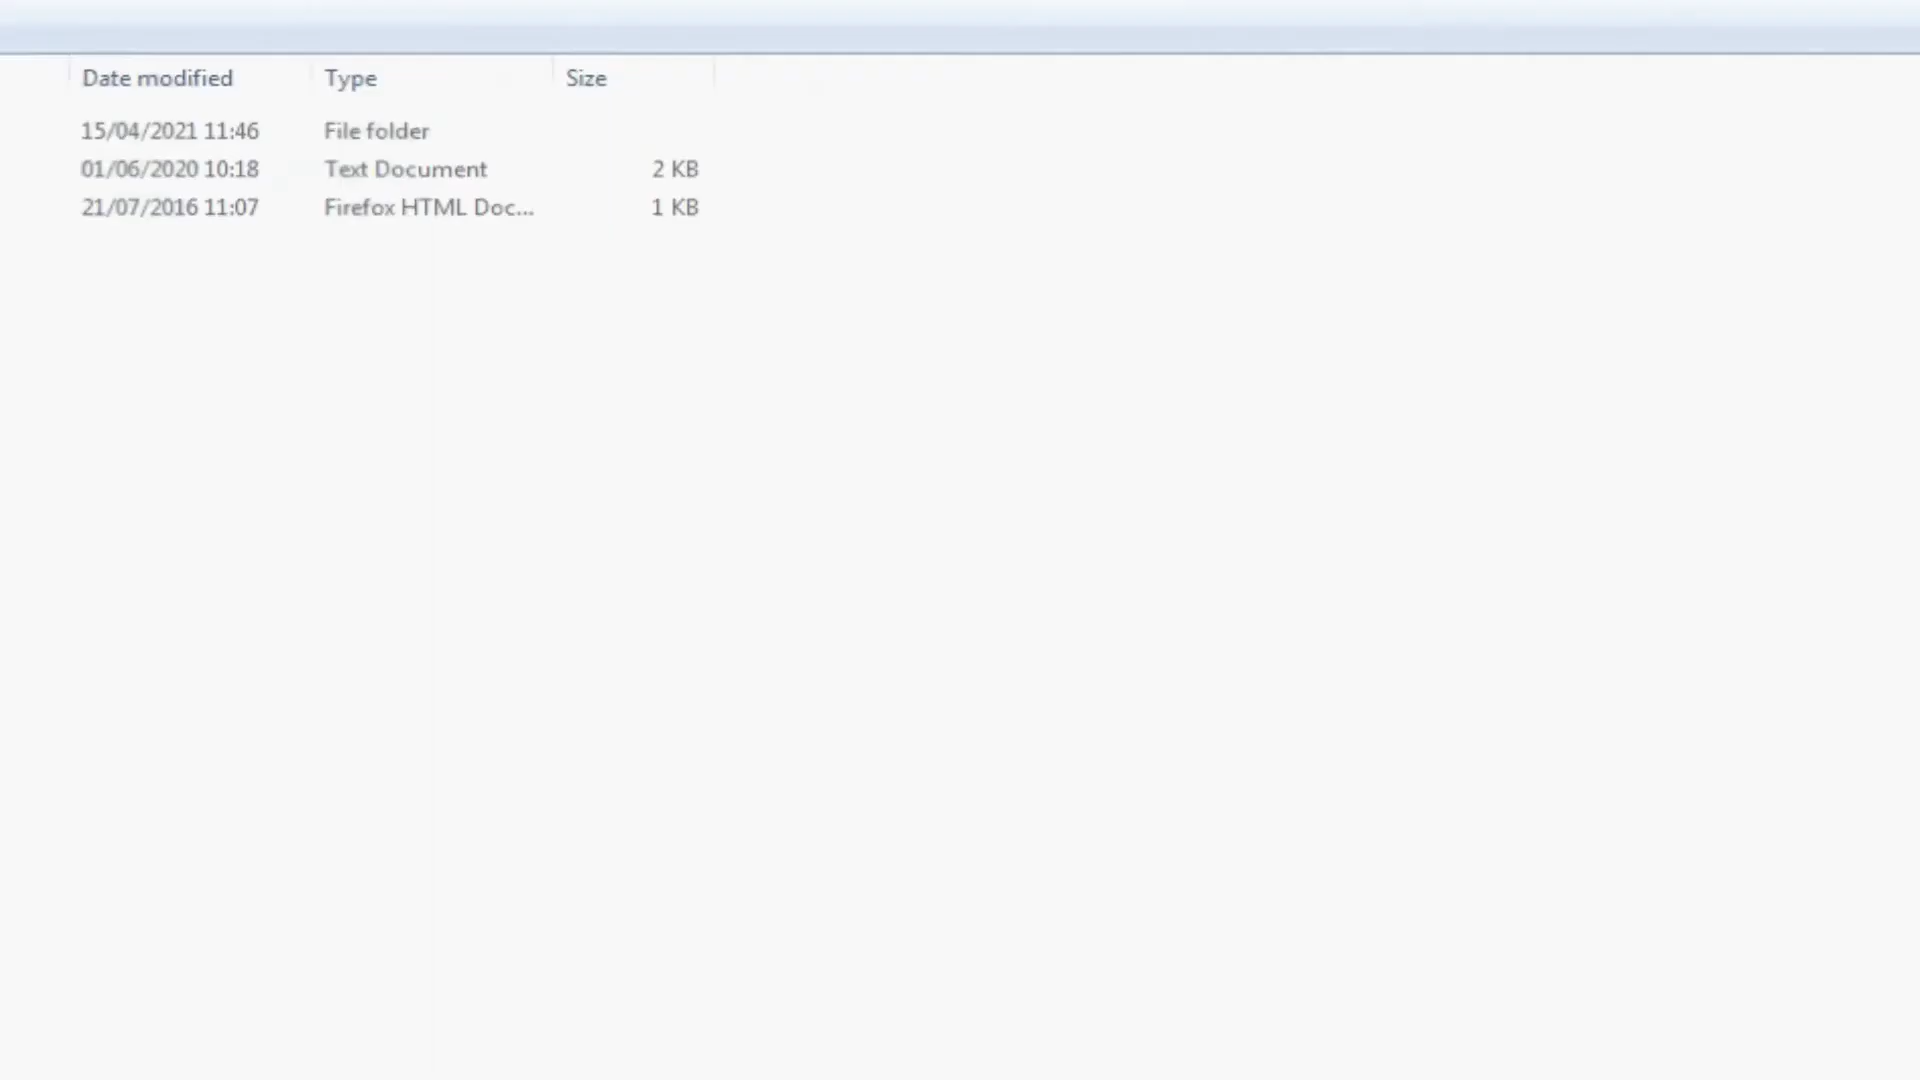 Date modified Type Size
15/04/2021 11:46 File folder
01/06/2020 10:18 Text Document 2 KB
21/07/2016 11:07 Firefox HTML Doc... 1 KB